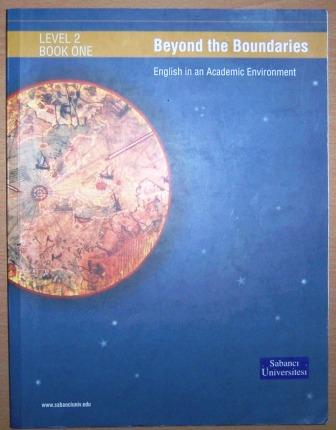 LEVEL 2
BOOK ONE
Beyond the Boundaries
English in an Academic Environment
Sabancı
Üniversitesi
www.sabanciuniv.edu